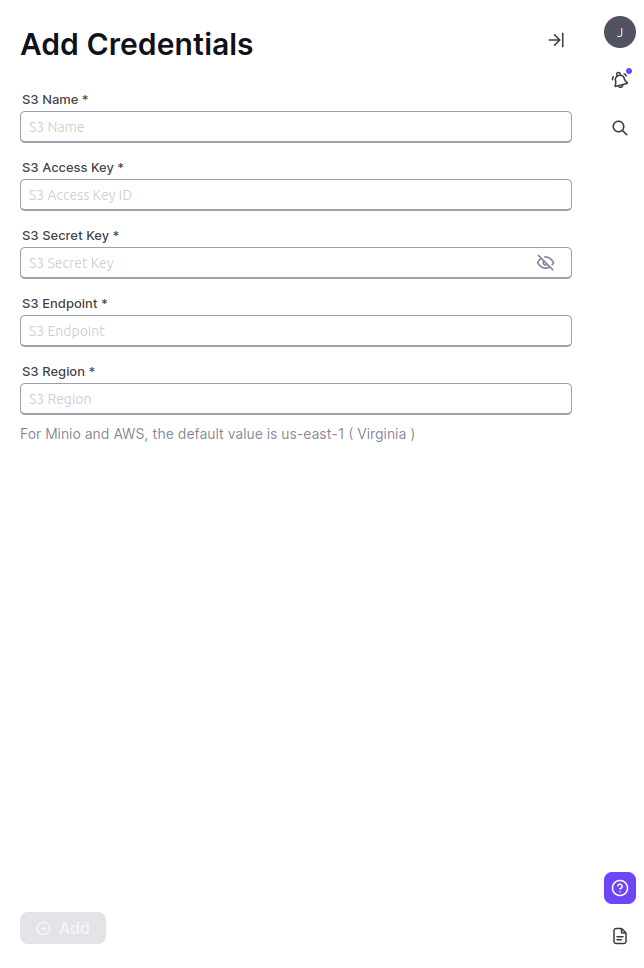 Add Credentials
J
S3 Name *
S3 Name
S3 Access Key *
S3 Access Key ID
S3 Secret Key *
S3 Secret Key
S3 Endpoint *
S3 Endpoint
S3 Region *
S3 Region
For Minio and AWS, the default value is us-east-1 ( Virginia )
Add